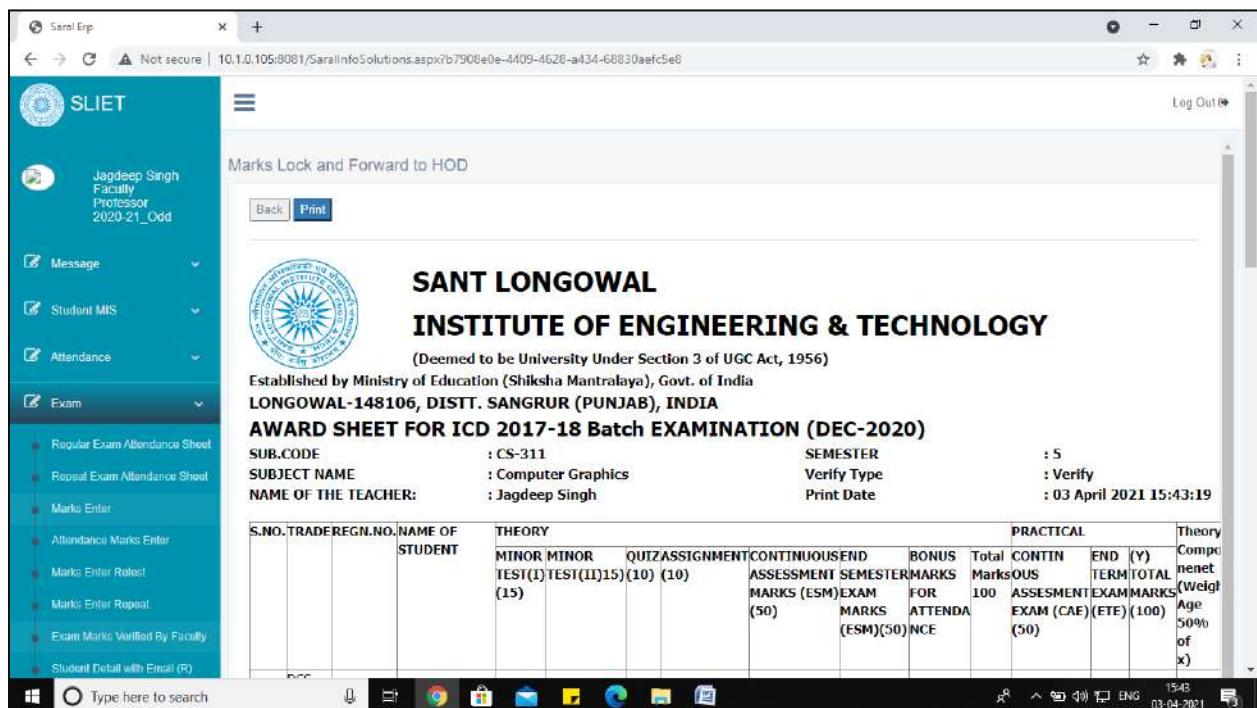 Saral Erp
Not secure | 10.1.0.105:8081/SaralInfoSolutions.aspx?b7908e0e-4409-4628-a434-68830aefc5e8
SLIET
Log Out
Jagdeep Singh
Faculty
Professor
2020-21_Odd
Message
Student MIS
Attendance
Exam
Regular Exam Attendance Sheet
Repeat Exam Attendance Sheet
Marks Enter
Attendance Marks Enter
Marks Enter Retest
Marks Enter Repeat
Exam Marks Verified By Faculty
Student Detail with Email (R)
Marks Lock and Forward to HOD
Back Print
SANT LONGOWAL
INSTITUTE OF ENGINEERING & TECHNOLOGY
(Deemed to be University Under Section 3 of UGC Act, 1956)
Established by Ministry of Education (Shiksha Mantralaya), Govt. of India
LONGOWAL-148106, DISTT. SANGRUR (PUNJAB), INDIA
AWARD SHEET FOR ICD 2017-18 Batch EXAMINATION (DEC-2020)
SUB.CODE : CS-311 SEMESTER : 5
SUBJECT NAME : Computer Graphics Verify Type : Verify
NAME OF THE TEACHER: : Jagdeep Singh Print Date : 03 April 2021 15:43:19
S.NO. TRADE REGN.NO. NAME OF THEORY PRACTICAL Theory
STUDENT MINOR MINOR QUIZ ASSIGNMENT CONTINUOUS END BONUS Total CONTIN END (Y) Compo
TEST(I) TEST(II)15) (10) (10) ASSESSMENT SEMESTER MARKS Marks OUS TERM TOTAL nenet
(15) MARKS (ESM) EXAM FOR 100 ASSESMENT EXAM MARKS (Weigh
(50) MARKS ATTENDA EXAM (CAE) (ETE) (100) Age
(ESM)(50) NCE (50) 50%
of
x)
Type here to search
ENG
15:43
03-04-2021